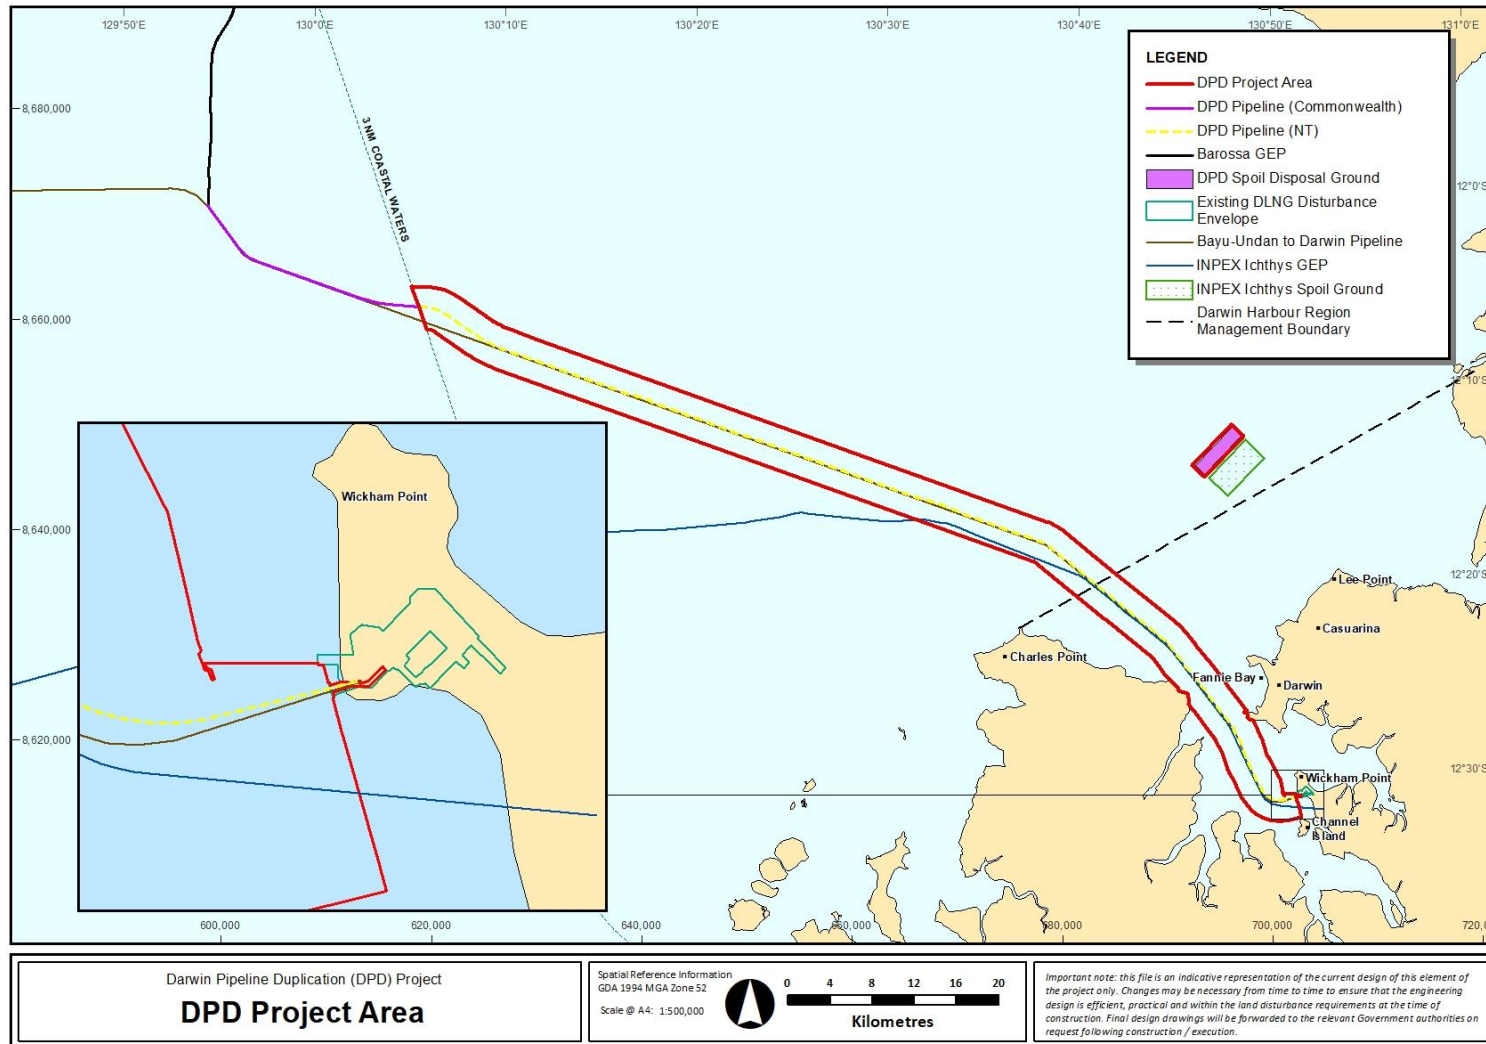 129°50'E
130°0'E
130°10'E
130°20'E
130°30'E
130°40'E
130°50'E
131°0'E
LEGEND
DPD Project Area
DPD Pipeline (Commonwealth)
DPD Pipeline (NT)
Barossa GEP
DPD Spoil Disposal Ground
Existing DLNG Disturbance
Envelope
Bayu-Undan to Darwin Pipeline
INPEX Ichthys GEP
INPEX Ichthys Spoil Ground
Darwin Harbour Region
Management Boundary
8,680,000
3 NM COASTAL WATERS
12°0'S
8,660,000
12°10'S
Wickham Point
8,640,000
12°20'S
Lee Point
Casuarina
Charles Point
Fannie Bay
Darwin
8,620,000
12°30'S
Wickham Point
Channel
Island
600,000
620,000
640,000
660,000
680,000
700,000
720,0
Darwin Pipeline Duplication (DPD) Project
DPD Project Area
Spatial Reference Information
GDA 1994 MGA Zone 52
Scale @ A4: 1:500,000
0 4 8 12 16 20
Kilometres
Important note: this file is an indicative representation of the current design of this element of
the project only. Changes may be necessary from time to time to ensure that the engineering
design is efficient, practical and within the land disturbance requirements at the time of
construction. Final design drawings will be forwarded to the relevant Government authorities on
request following construction / execution.